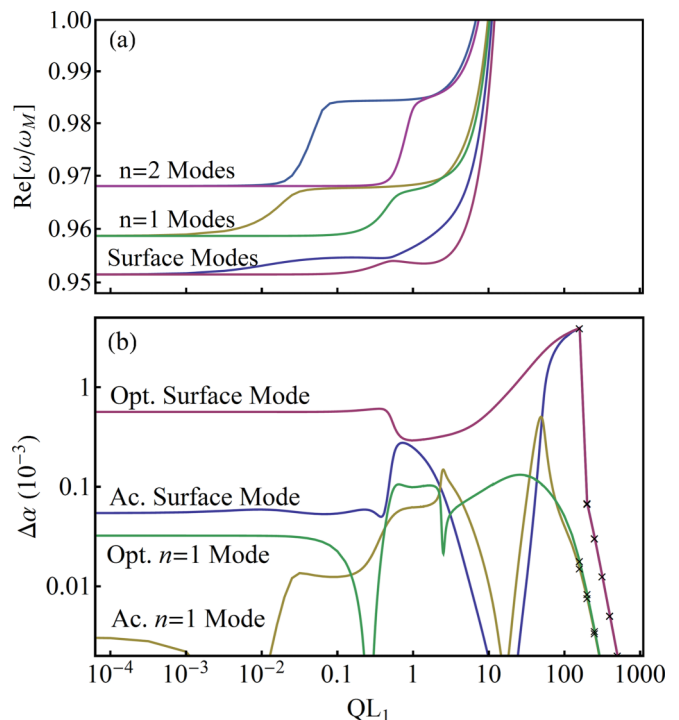 (a)
Re[ω/ω_M]
1.00
0.99
0.98
0.97
0.96
0.95
n=2 Modes
n=1 Modes
Surface Modes
(b)
Δα (10⁻³)
1
0.1
0.01
Opt. Surface Mode
Ac. Surface Mode
Opt. n=1 Mode
Ac. n=1 Mode
10⁻⁴ 10⁻³ 10⁻² 0.1 1 10 100 1000
QL₁